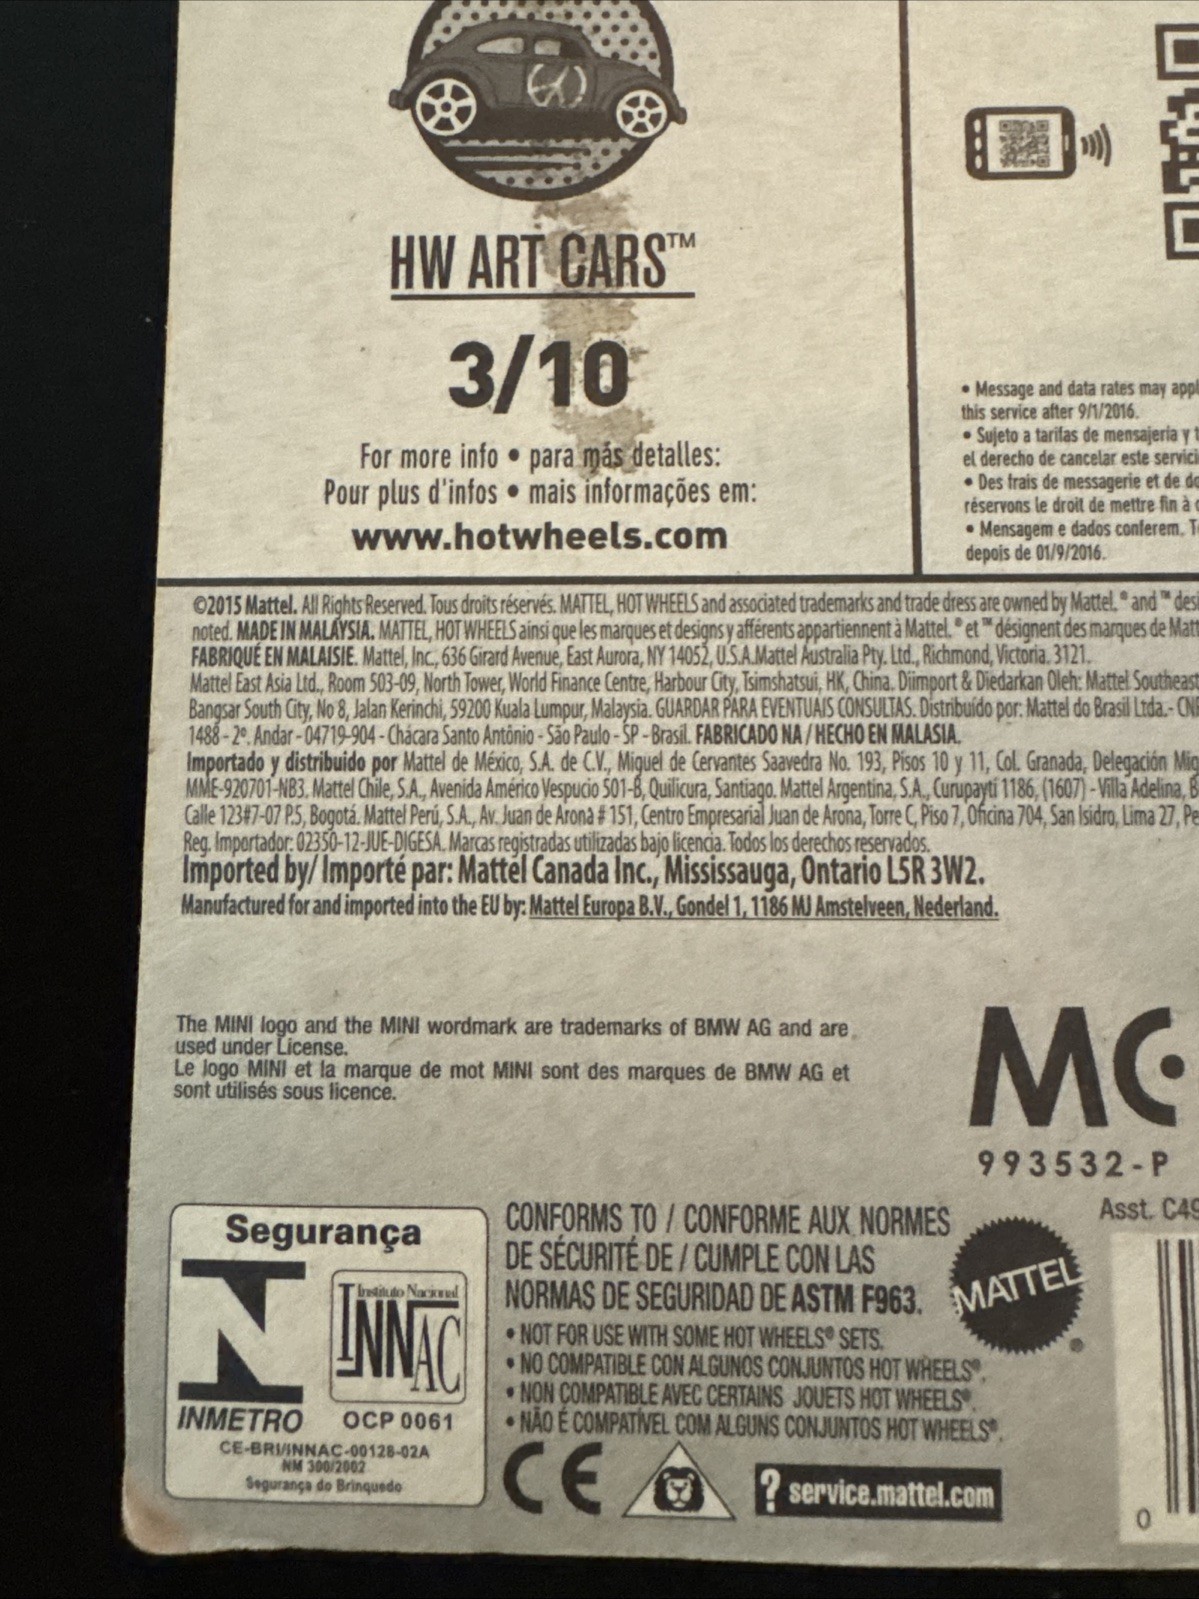 HW ART CARS™
3/10
For more info • para más detalles:
Pour plus d'infos • mais informações em:
www.hotwheels.com
• Message and data rates may
this service after 9/1/2016.
• Sujeto a tarifas de mensajería y
el derecho de cancelar este
• Des frais de messagerie et de
réservons le droit de mettre fin à
• Mensagem e dados conferem.
depois de 01/9/2016.
©2015 Mattel. All Rights Reserved. Tous droits réservés. MATTEL, HOT WHEELS and associated trademarks and trade dress are owned by Mattel. ® and ™
noted. MADE IN MALAYSIA. MATTEL, HOT WHEELS ainsi que les marques et designs y afférents appartiennent à Mattel. ® et ™ désignent des marques de
FABRIQUÉ EN MALAISIE. Mattel, Inc., 636 Girard Avenue, East Aurora, NY 14052, U.S.A.Mattel Australia Pty. Ltd., Richmond, Victoria. 3121.
Mattel East Asia Ltd., Room 503-09, North Tower, World Finance Centre, Harbour City, Tsimshatsui, HK, China. Diimport & Diedarkan Oleh: Mattel Southeast
Bangsar South City, No 8, Jalan Kerinchi, 59200 Kuala Lumpur, Malaysia. GUARDAR PARA EVENTUAIS CONSULTAS. Distribuído por: Mattel do Brasil Ltda.-
1488 - 2º. Andar - 04719-904 - Chácara Santo Antônio - São Paulo - SP - Brasil. FABRICADO NA / HECHO EN MALASIA.
Importado y distribuido por Mattel de México, S.A. de C.V., Miguel de Cervantes Saavedra No. 193, Pisos 10 y 11, Col. Granada, Delegación
MME-920701-NB3. Mattel Chile, S.A., Avenida Américo Vespucio 501-B, Quilicura, Santiago. Mattel Argentina, S.A., Curupaytí 1186, (1607) - Villa Adelina,
Calle 123#7-07 P.5, Bogotá. Mattel Perú, S.A., Av. Juan de Arona # 151, Centro Empresarial Juan de Arona, Torre C, Piso 7, Oficina 704, San Isidro, Lima 27,
Reg. Importador: 02350-12-JUE-DIGESA. Marcas registradas utilizadas bajo licencia. Todos los derechos reservados.
Imported by/ Importé par: Mattel Canada Inc., Mississauga, Ontario L5R 3W2.
Manufactured for and imported into the EU by: Mattel Europa B.V., Gondel 1, 1186 MJ Amstelveen, Nederland.
The MINI logo and the MINI wordmark are trademarks of BMW AG and are
used under License.
Le logo MINI et la marque de mot MINI sont des marques de BMW AG et
sont utilisés sous licence.
MC
993532-P
Asst. C49
Segurança
Instituto Nacional
INNAC
INMETRO OCP 0061
CE-BRI/INNAC-00128-02A
NM 300/2002
Segurança do Brinquedo
CONFORMS TO / CONFORME AUX NORMES
DE SÉCURITÉ DE / CUMPLE CON LAS
NORMAS DE SEGURIDAD DE ASTM F963.
• NOT FOR USE WITH SOME HOT WHEELS® SETS.
• NO COMPATIBLE CON ALGUNOS CONJUNTOS HOT WHEELS®.
• NON COMPATIBLE AVEC CERTAINS JOUETS HOT WHEELS®.
• NÃO É COMPATÍVEL COM ALGUNS CONJUNTOS HOT WHEELS®.
MATTEL®
CE
? service.mattel.com
0